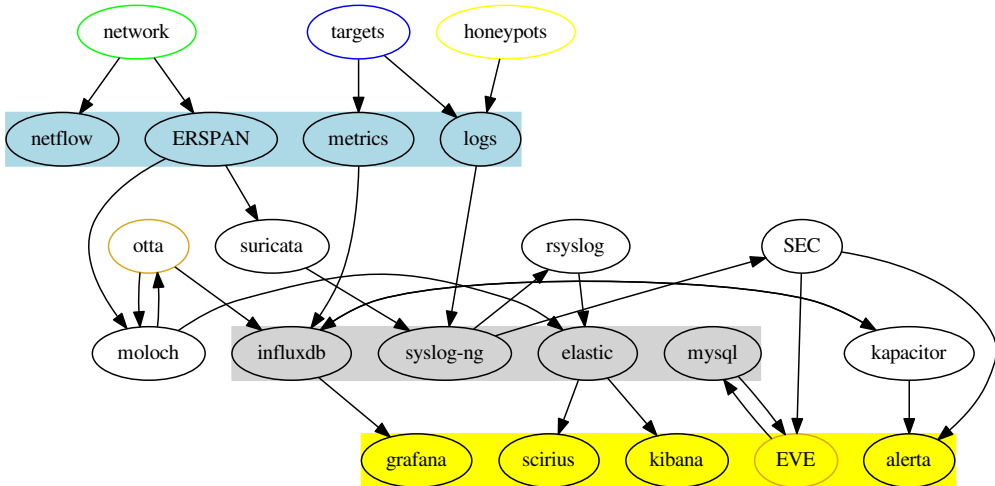 network
targets
honeypots
netflow
ERSPAN
metrics
logs
otta
suricata
rsyslog
SEC
moloch
influxdb
syslog-ng
elastic
mysql
kapacitor
grafana
scirius
kibana
EVE
alerta